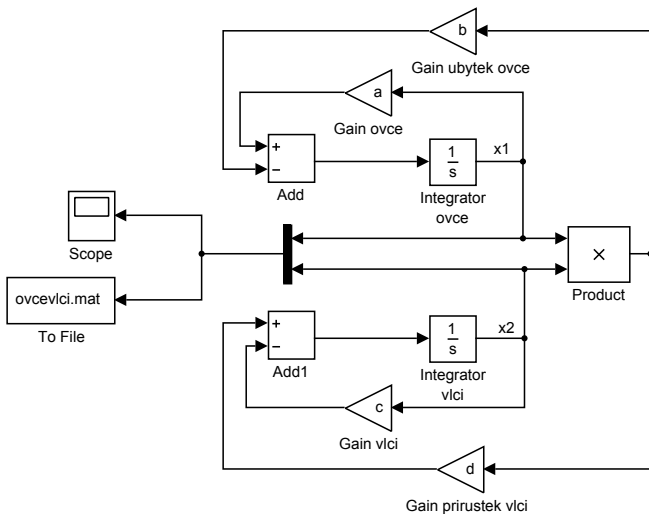 b
Gain ubytek ovce
a
Gain ovce
+
−
Add
1
s
x1
Integrator
ovce
Scope
ovcevlci.mat
To File
×
Product
+
−
Add1
1
s
x2
Integrator
vlci
c
Gain vlci
d
Gain prirustek vlci